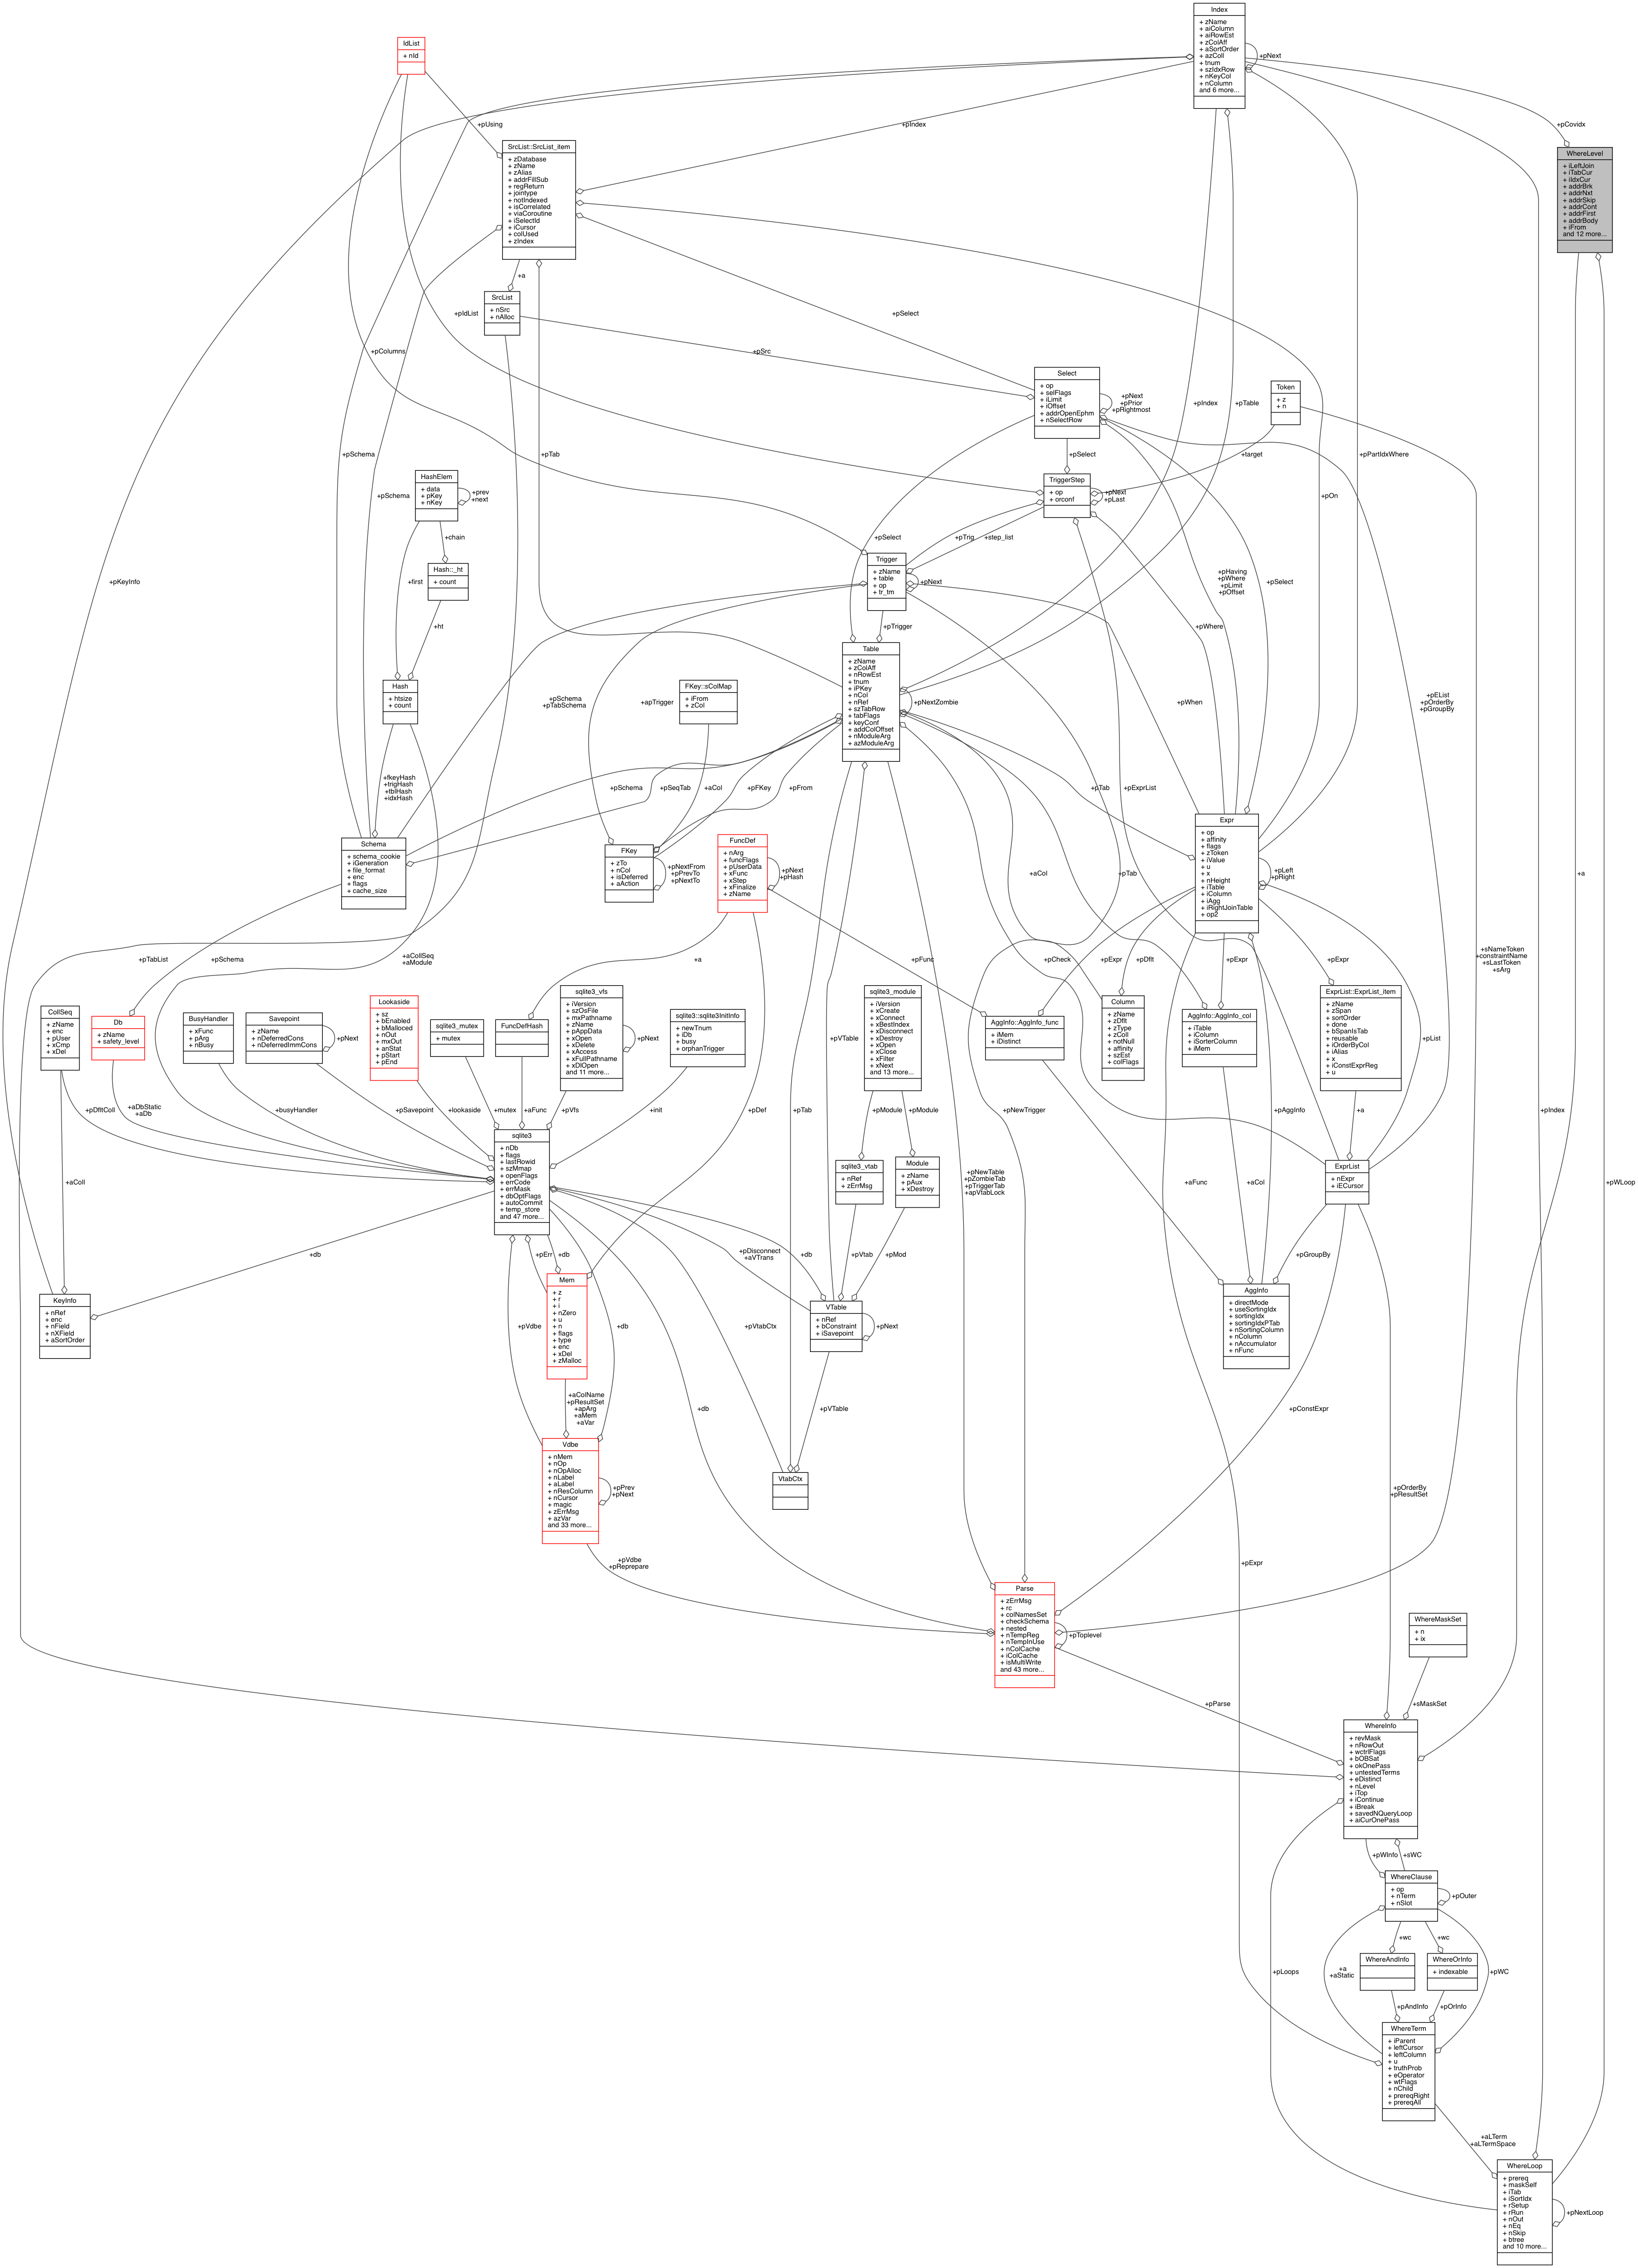 Index
+ zName
+ aiColumn
+ aiRowEst
+ zColAff
+ aSortOrder
+ azColl
+ tnum
+ szIdxRow
+ nKeyCol
+ nColumn
and 6 more...
+pNext
IdList
+ nId
+pUsing
+pIndex
+pCovidx
SrcList::SrcList_item
+ zDatabase
+ zName
+ zAlias
+ addrFillSub
+ regReturn
+ jointype
+ notIndexed
+ isCorrelated
+ viaCoroutine
+ iSelectId
+ iCursor
+ colUsed
+ zIndex
WhereLevel
+ iLeftJoin
+ iTabCur
+ iIdxCur
+ addrBrk
+ addrNxt
+ addrSkip
+ addrCont
+ addrFirst
+ addrBody
+ iFrom
and 12 more...
+a
SrcList
+ nSrc
+ nAlloc
+pIdList
+pSelect
+pColumns
+pSrc
Select
+ op
+ selFlags
+ iLimit
+ iOffset
+ addrOpenEphm
+ nSelectRow
+pNext
+pPrior
+pRightmost
Token
+ z
+ n
+pIndex
+pTable
+a
+pSchema
+pTab
+pSelect
+target
+pPartIdxWhere
HashElem
+ data
+ pKey
+ nKey
+prev
+next
+pSchema
TriggerStep
+ op
+ orconf
+pNext
+pLast
+pOn
+chain
+pSelect
+pTrig
+step_list
Hash::_ht
+ count
Trigger
+ zName
+ table
+ op
+ tr_tm
+pNext
+pKeyInfo
+first
+pHaving
+pWhere
+pLimit
+pOffset
+pSelect
+ht
+pTrigger
+pWhere
Table
+ zName
+ zColAff
+ nRowEst
+ tnum
+ iPKey
+ nCol
+ nRef
+ szTabRow
+ tabFlags
+ keyConf
+ addColOffset
+ nModuleArg
+ azModuleArg
+pNextZombie
Hash
+ htsize
+ count
FKey::sColMap
+ iFrom
+ zCol
+pSchema
+pTabSchema
+apTrigger
+pWhen
+pEList
+pOrderBy
+pGroupBy
+fkeyHash
+trigHash
+tblHash
+idxHash
+pSchema
+pSeqTab
+aCol
+pFKey
+pFrom
+pExprList
+pTab
Expr
+ op
+ affinity
+ flags
+ zToken
+ iValue
+ u
+ x
+ nHeight
+ iTable
+ iColumn
+ iAgg
+ iRightJoinTable
+ op2
+pLeft
+pRight
Schema
+ schema_cookie
+ iGeneration
+ file_format
+ enc
+ flags
+ cache_size
FKey
+ zTo
+ nCol
+ isDeferred
+ aAction
+pNextFrom
+pPrevTo
+pNextTo
FuncDef
+ nArg
+ funcFlags
+ pUserData
+ xFunc
+ xStep
+ xFinalize
+ zName
+pNext
+pHash
+aCol
+pTab
+pTabList
+pSchema
+aCollSeq
+aModule
+a
+pFunc
+pCheck
+pExpr
+pDflt
+pExpr
+pExpr
+sNameToken
+constraintName
+sLastToken
+sArg
CollSeq
+ zName
+ enc
+ pUser
+ xCmp
+ xDel
Db
+ zName
+ safety_level
BusyHandler
+ xFunc
+ pArg
+ nBusy
Savepoint
+ zName
+ nDeferredCons
+ nDeferredImmCons
+pNext
Lookaside
+ sz
+ bEnabled
+ bMalloced
+ nOut
+ mxOut
+ anStat
+ pStart
+ pEnd
sqlite3_mutex
+ mutex
FuncDefHash
sqlite3_vfs
+ iVersion
+ szOsFile
+ mxPathname
+ zName
+ pAppData
+ xOpen
+ xDelete
+ xAccess
+ xFullPathname
+ xDlOpen
and 11 more...
+pNext
sqlite3::sqlite3InitInfo
+ newTnum
+ iDb
+ busy
+ orphanTrigger
sqlite3_module
+ iVersion
+ xCreate
+ xConnect
+ xBestIndex
+ xDisconnect
+ xDestroy
+ xOpen
+ xClose
+ xFilter
+ xNext
and 13 more...
AggInfo::AggInfo_func
+ iMem
+ iDistinct
Column
+ zName
+ zDflt
+ zType
+ zColl
+ notNull
+ affinity
+ szEst
+ colFlags
AggInfo::AggInfo_col
+ iTable
+ iColumn
+ iSorterColumn
+ iMem
ExprList::ExprList_item
+ zName
+ zSpan
+ sortOrder
+ done
+ bSpanIsTab
+ reusable
+ iOrderByCol
+ iAlias
+ x
+ iConstExprReg
+ u
+pVTable
+pList
+pDfltColl
+aDbStatic
+aDb
+busyHandler
+pSavepoint
+lookaside
+mutex
+aFunc
+pVfs
+init
+pDef
+pTab
+pModule
+pModule
+pNewTrigger
+pAggInfo
+a
+pIndex
sqlite3
+ nDb
+ flags
+ lastRowid
+ szMmap
+ openFlags
+ errCode
+ errMask
+ dbOptFlags
+ autoCommit
+ temp_store
and 47 more...
sqlite3_vtab
+ nRef
+ zErrMsg
Module
+ zName
+ pAux
+ xDestroy
ExprList
+ nExpr
+ iECursor
+aColl
+pNewTable
+pZombieTab
+pTriggerTab
+apVtabLock
+aFunc
+aCol
+pWLoop
+db
+pErr
+db
+pDisconnect
+aVTrans
+db
+pVtab
+pMod
+pGroupBy
KeyInfo
+ nRef
+ enc
+ nField
+ nXField
+ aSortOrder
Mem
+ z
+ r
+ i
+ nZero
+ u
+ n
+ flags
+ type
+ enc
+ xDel
+ zMalloc
VTable
+ nRef
+ bConstraint
+ iSavepoint
+pNext
AggInfo
+ directMode
+ useSortingIdx
+ sortingIdx
+ sortingIdxPTab
+ nSortingColumn
+ nColumn
+ nAccumulator
+ nFunc
+pVdbe
+db
+pVtabCtx
+aColName
+pResultSet
+apArg
+aMem
+aVar
+db
+pVTable
+pConstExpr
Vdbe
+ nMem
+ nOp
+ nOpAlloc
+ nLabel
+ aLabel
+ nResColumn
+ nCursor
+ magic
+ zErrMsg
+ azVar
and 33 more...
+pPrev
+pNext
VtabCtx
+pOrderBy
+pResultSet
+pVdbe
+pReprepare
+pExpr
Parse
+ zErrMsg
+ rc
+ colNamesSet
+ checkSchema
+ nested
+ nTempReg
+ nTempInUse
+ nColCache
+ iColCache
+ isMultiWrite
and 43 more...
+pToplevel
WhereMaskSet
+ n
+ ix
+pParse
+sMaskSet
WhereInfo
+ revMask
+ nRowOut
+ wctrlFlags
+ bOBSat
+ okOnePass
+ untestedTerms
+ eDistinct
+ nLevel
+ iTop
+ iContinue
+ iBreak
+ savedNQueryLoop
+ aiCurOnePass
+pWInfo
+sWC
WhereClause
+ op
+ nTerm
+ nSlot
+pOuter
+wc
+wc
WhereAndInfo
WhereOrInfo
+ indexable
+pLoops
+a
+aStatic
+pWC
+pAndInfo
+pOrInfo
WhereTerm
+ iParent
+ leftCursor
+ leftColumn
+ u
+ truthProb
+ eOperator
+ wtFlags
+ nChild
+ prereqRight
+ prereqAll
+aLTerm
+aLTermSpace
WhereLoop
+ prereq
+ maskSelf
+ iTab
+ iSortIdx
+ rSetup
+ rRun
+ nOut
+ nEq
+ nSkip
+ btree
and 10 more...
+pNextLoop